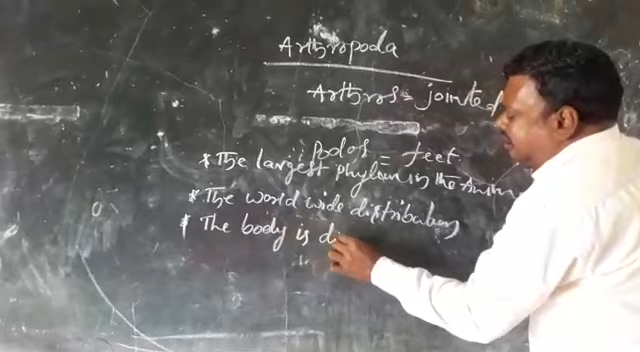 Arthropoda
Arthros = jointed
Podos = feet
* The largest phylum in the Anim
* The world wide distribution
* The body is d